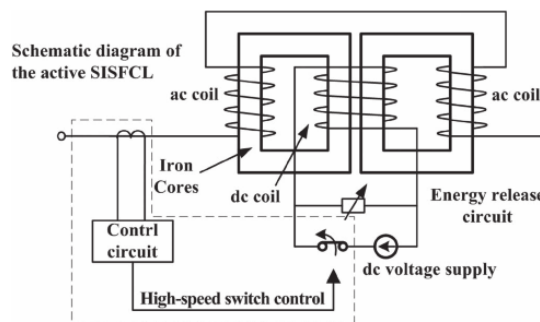 Schematic diagram of
the active SISFCL
ac coil
ac coil
Iron
Cores
dc coil
Energy release
circuit
Contrl
circuit
dc voltage supply
High-speed switch control